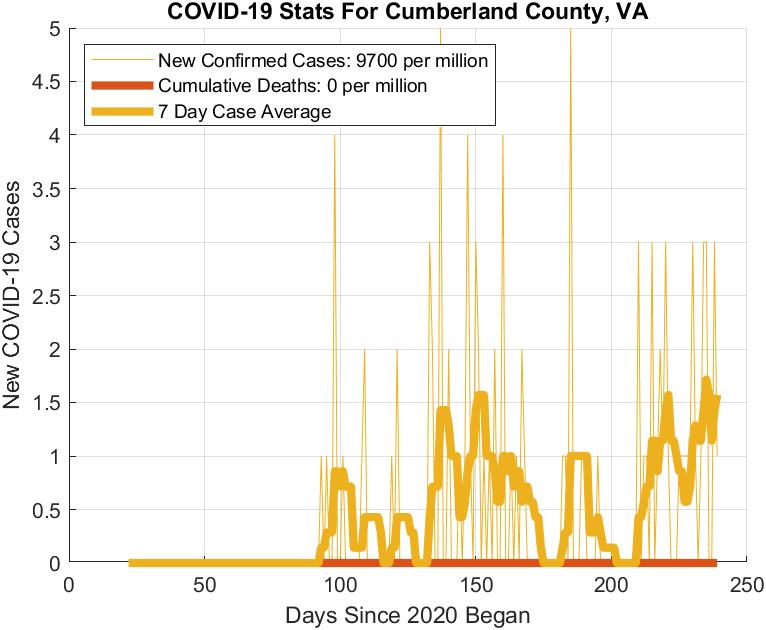 COVID-19 Stats For Cumberland County, VA
New Confirmed Cases: 9700 per million
Cumulative Deaths: 0 per million
7 Day Case Average
New COVID-19 Cases
5
4.5
4
3.5
3
2.5
2
1.5
1
0.5
0
0 50 100 150 200 250
Days Since 2020 Began